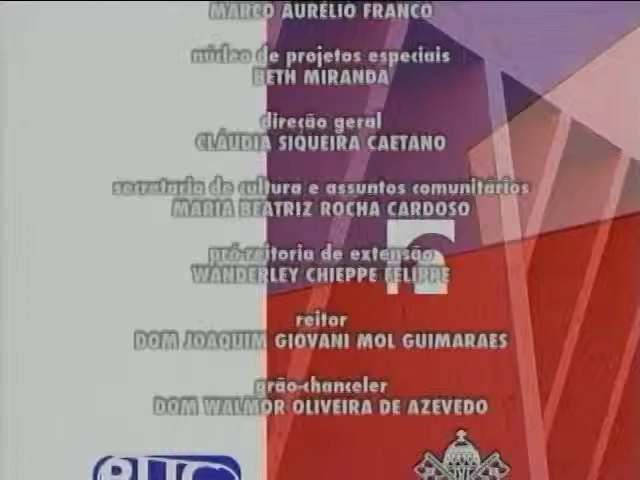 MARCO AURÉLIO FRANCO
núcleo de projetos especiais
BETH MIRANDA
direção geral
CLÁUDIA SIQUEIRA CAETANO
secretaria de cultura e assuntos comunitários
MARIA BEATRIZ ROCHA CARDOSO
pró-reitoria de extensão
WANDERLEY CHIEPPE FELIPPE
reitor
DOM JOAQUIM GIOVANI MOL GUIMARAES
grão-chanceler
DOM WALMOR OLIVEIRA DE AZEVEDO
PUC